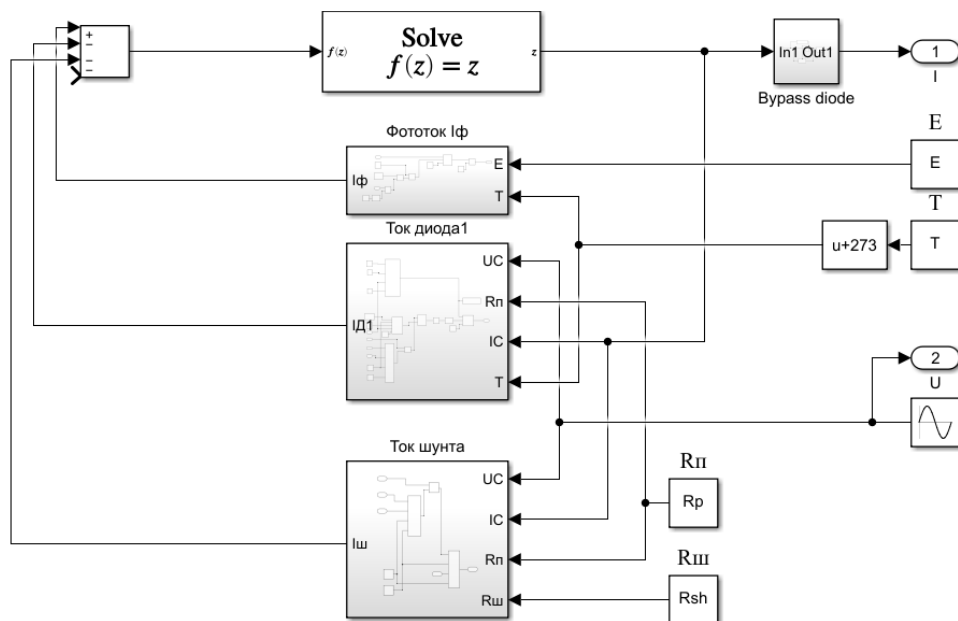 +
−
−
−
f(z)
Solve
f(z) = z
z
In1 Out1
Bypass diode
1
I
Фототок Iф
Iф
E
T
E
E
T
T
u+273
Ток диода1
UC
Rп
IC
T
IД1
2
U
Ток шунта
UC
IC
Rп
Rш
Iш
Rп
Rp
Rш
Rsh